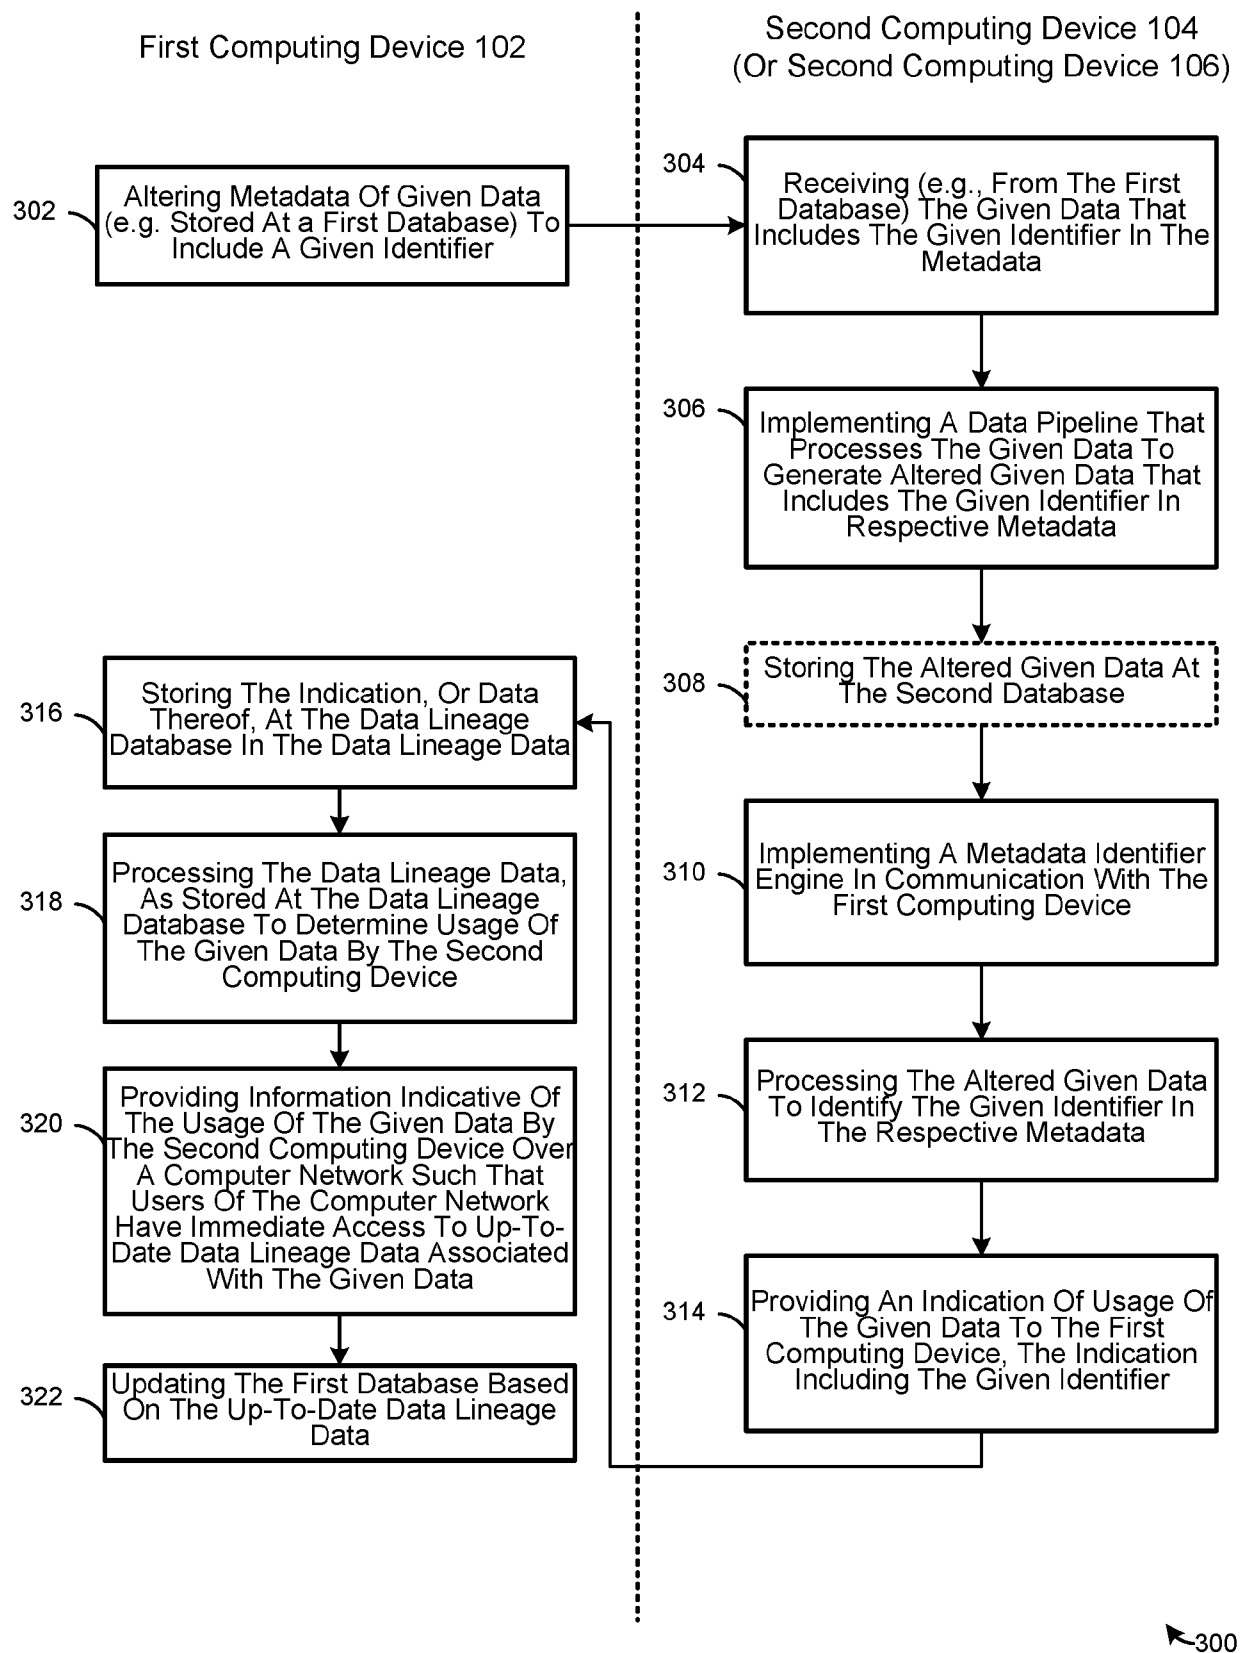 First Computing Device 102
Second Computing Device 104
(Or Second Computing Device 106)
302
Altering Metadata Of Given Data
(e.g. Stored At a First Database) To
Include A Given Identifier
304
Receiving (e.g., From The First
Database) The Given Data That
Includes The Given Identifier In The
Metadata
306
Implementing A Data Pipeline That
Processes The Given Data To
Generate Altered Given Data That
Includes The Given Identifier In
Respective Metadata
308
Storing The Altered Given Data At
The Second Database
310
Implementing A Metadata Identifier
Engine In Communication With The
First Computing Device
312
Processing The Altered Given Data
To Identify The Given Identifier In
The Respective Metadata
314
Providing An Indication Of Usage Of
The Given Data To The First
Computing Device, The Indication
Including The Given Identifier
316
Storing The Indication, Or Data
Thereof, At The Data Lineage
Database In The Data Lineage Data
318
Processing The Data Lineage Data,
As Stored At The Data Lineage
Database To Determine Usage Of
The Given Data By The Second
Computing Device
320
Providing Information Indicative Of
The Usage Of The Given Data By
The Second Computing Device Over
A Computer Network Such That
Users Of The Computer Network
Have Immediate Access To Up-To-
Date Data Lineage Data Associated
With The Given Data
322
Updating The First Database Based
On The Up-To-Date Data Lineage
Data
300